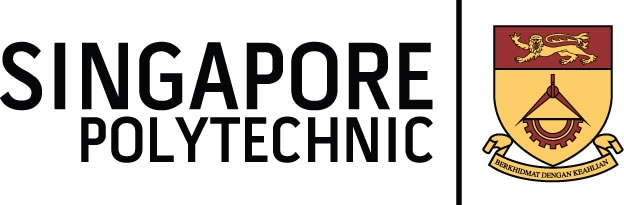 SINGAPORE
POLYTECHNIC
BERKHIDMAT DENGAN KEAHLIAN